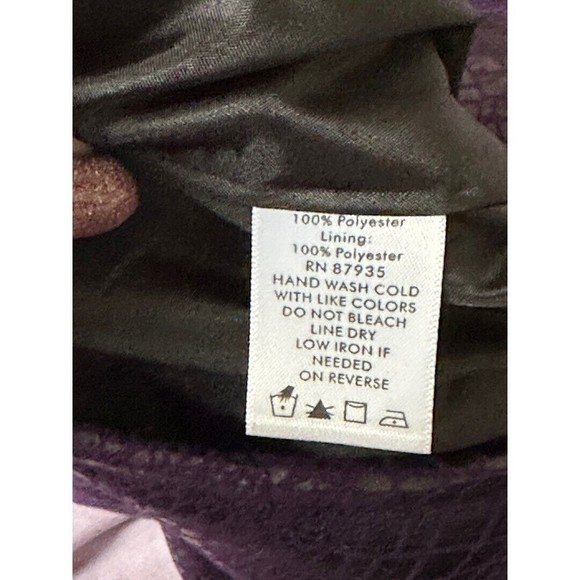 100% Polyester
Lining:
100% Polyester
RN 87935
HAND WASH COLD
WITH LIKE COLORS
DO NOT BLEACH
LINE DRY
LOW IRON IF
NEEDED
ON REVERSE